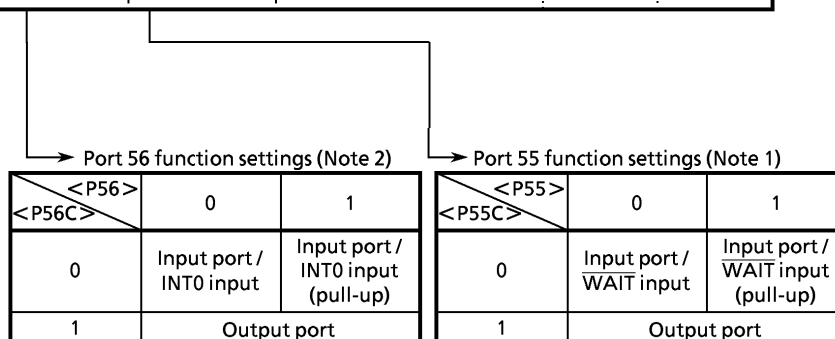 Port 56 function settings (Note 2)
<P56>
<P56C>
0
1
0
Input port /
INT0 input
Input port /
INT0 input
(pull-up)
1
Output port
Port 55 function settings (Note 1)
<P55>
<P55C>
0
1
0
Input port /
WAIT input
Input port /
WAIT input
(pull-up)
1
Output port